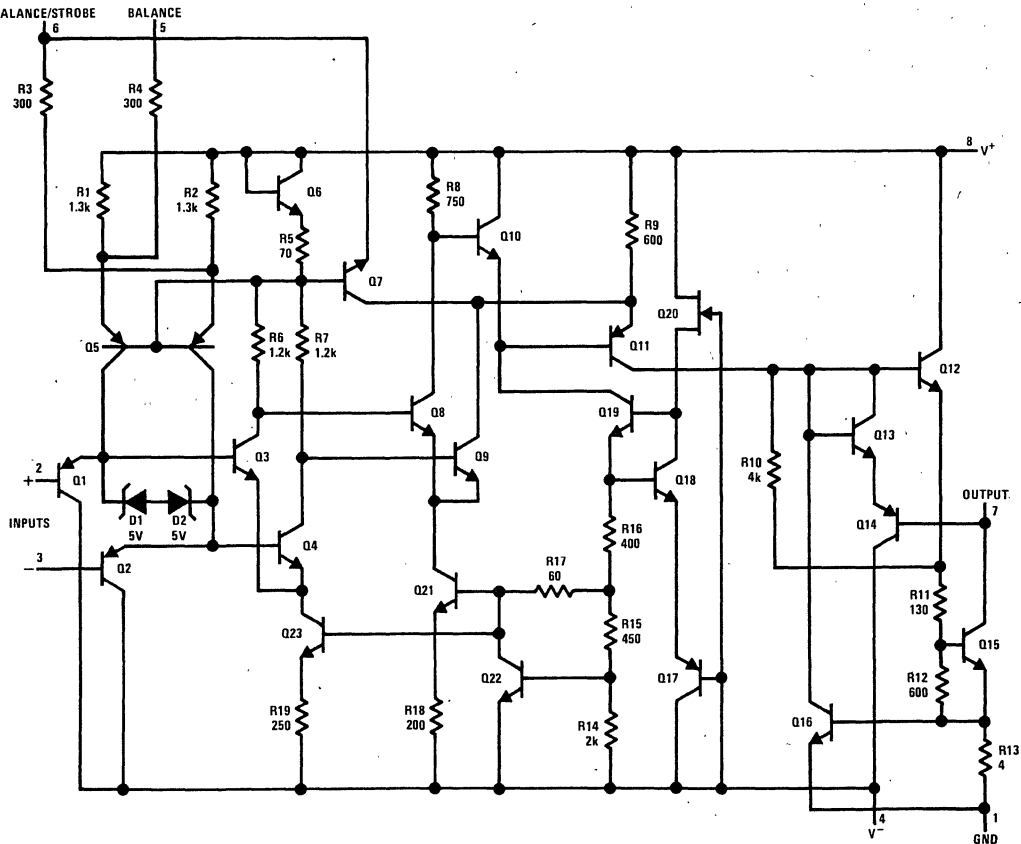 ALANCE/STROBE
6
BALANCE
5
R3
300
R4
300
8
V+
R1
1.3k
R2
1.3k
Q6
R8
750
R5
70
Q10
R9
600
Q7
Q20
Q5
R6
1.2k
R7
1.2k
Q11
Q12
Q8
Q19
Q13
2
+
Q1
Q3
Q9
Q18
R10
4k
D1
5V
D2
5V
OUTPUT
7
INPUTS
R16
400
Q14
3
−
Q2
Q4
Q21
R17
60
R11
130
Q23
R15
450
Q15
Q22
Q17
R12
600
R19
250
R18
200
R14
2k
Q16
R13
4
4
V−
1
GND